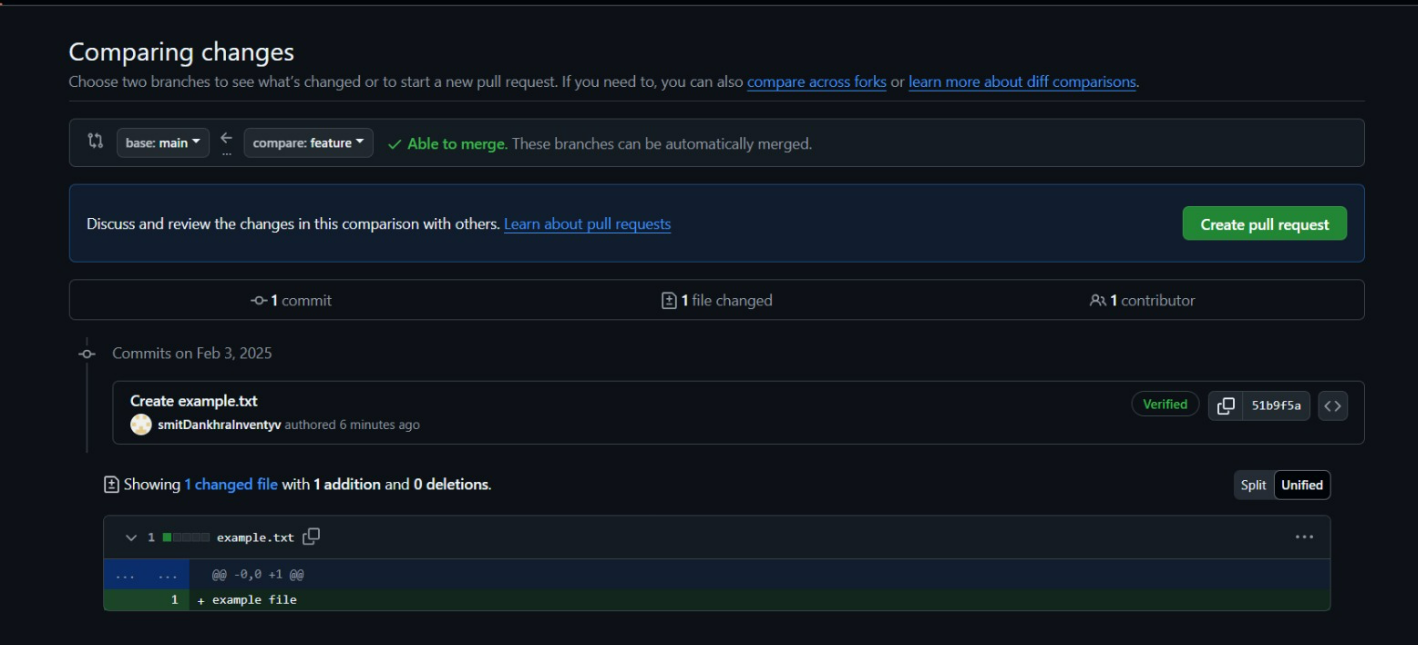 Comparing changes
Choose two branches to see what's changed or to start a new pull request. If you need to, you can also compare across forks or learn more about diff comparisons.
base: main ... compare: feature Able to merge. These branches can be automatically merged.
Discuss and review the changes in this comparison with others. Learn about pull requests Create pull request
1 commit 1 file changed 1 contributor
Commits on Feb 3, 2025
Create example.txt
Verified 51b9f5a
smitDankhraInventyv authored 6 minutes ago
Showing 1 changed file with 1 addition and 0 deletions.
Split Unified
1 example.txt
... ... @@ -0,0 +1 @@
1 + example file